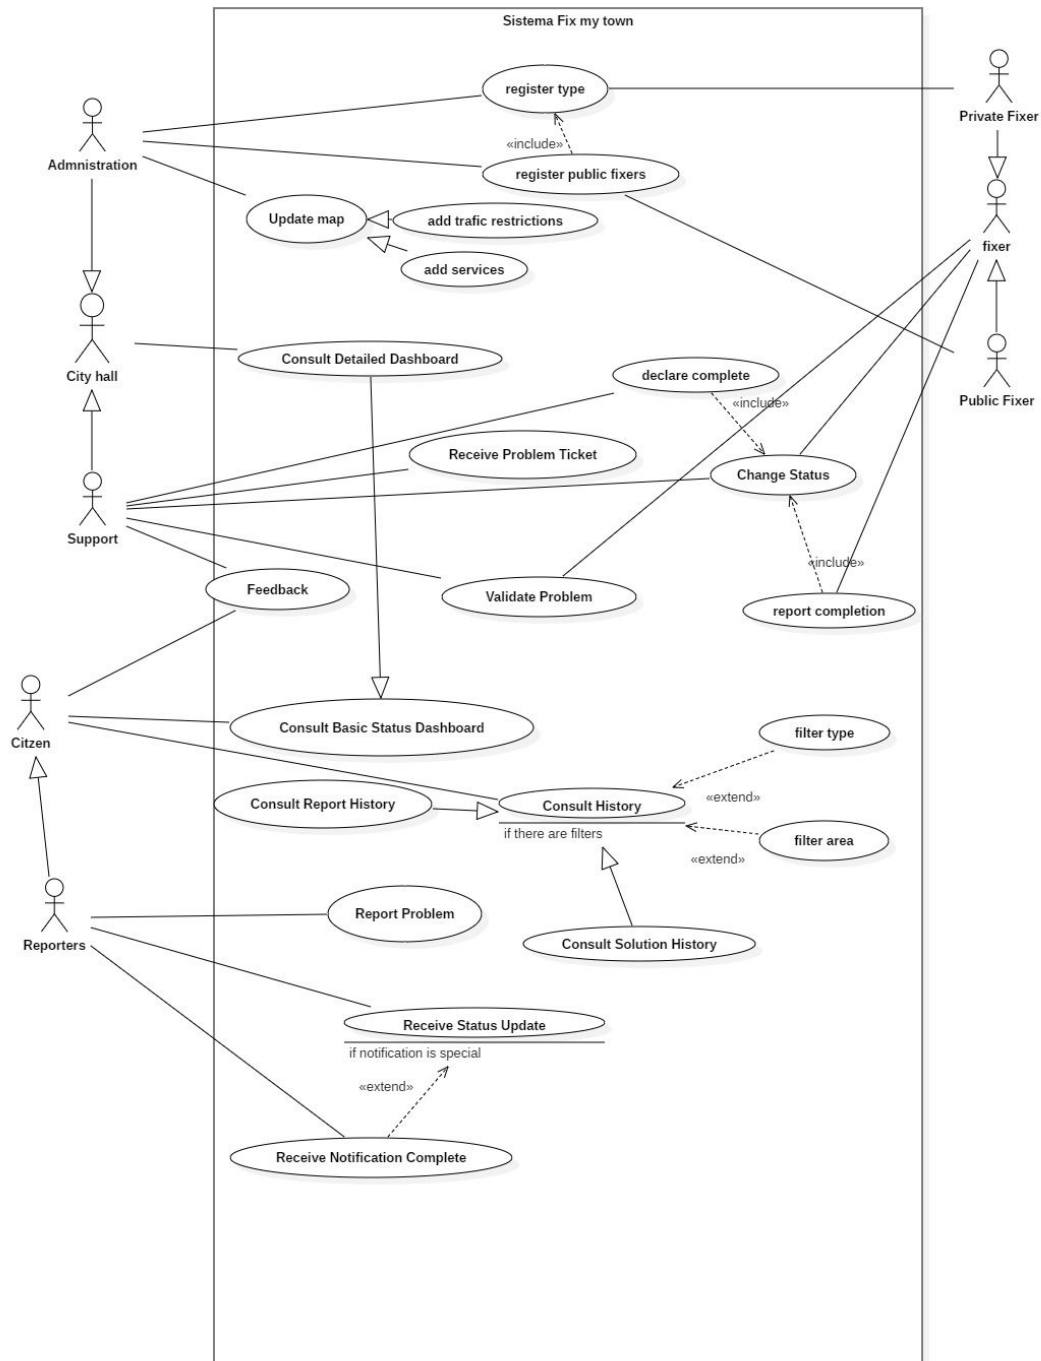 Sistema Fix my town
register type
Private Fixer
«include»
Admnistration
register public fixers
Update map
add trafic restrictions
fixer
add services
Consult Detailed Dashboard
City hall
declare complete
Public Fixer
«include»
Receive Problem Ticket
Change Status
Support
«include»
Feedback
Validate Problem
report completion
Citzen
Consult Basic Status Dashboard
filter type
«extend»
Consult Report History
Consult History
if there are filters
filter area
«extend»
Report Problem
Reporters
Consult Solution History
Receive Status Update
if notification is special
«extend»
Receive Notification Complete